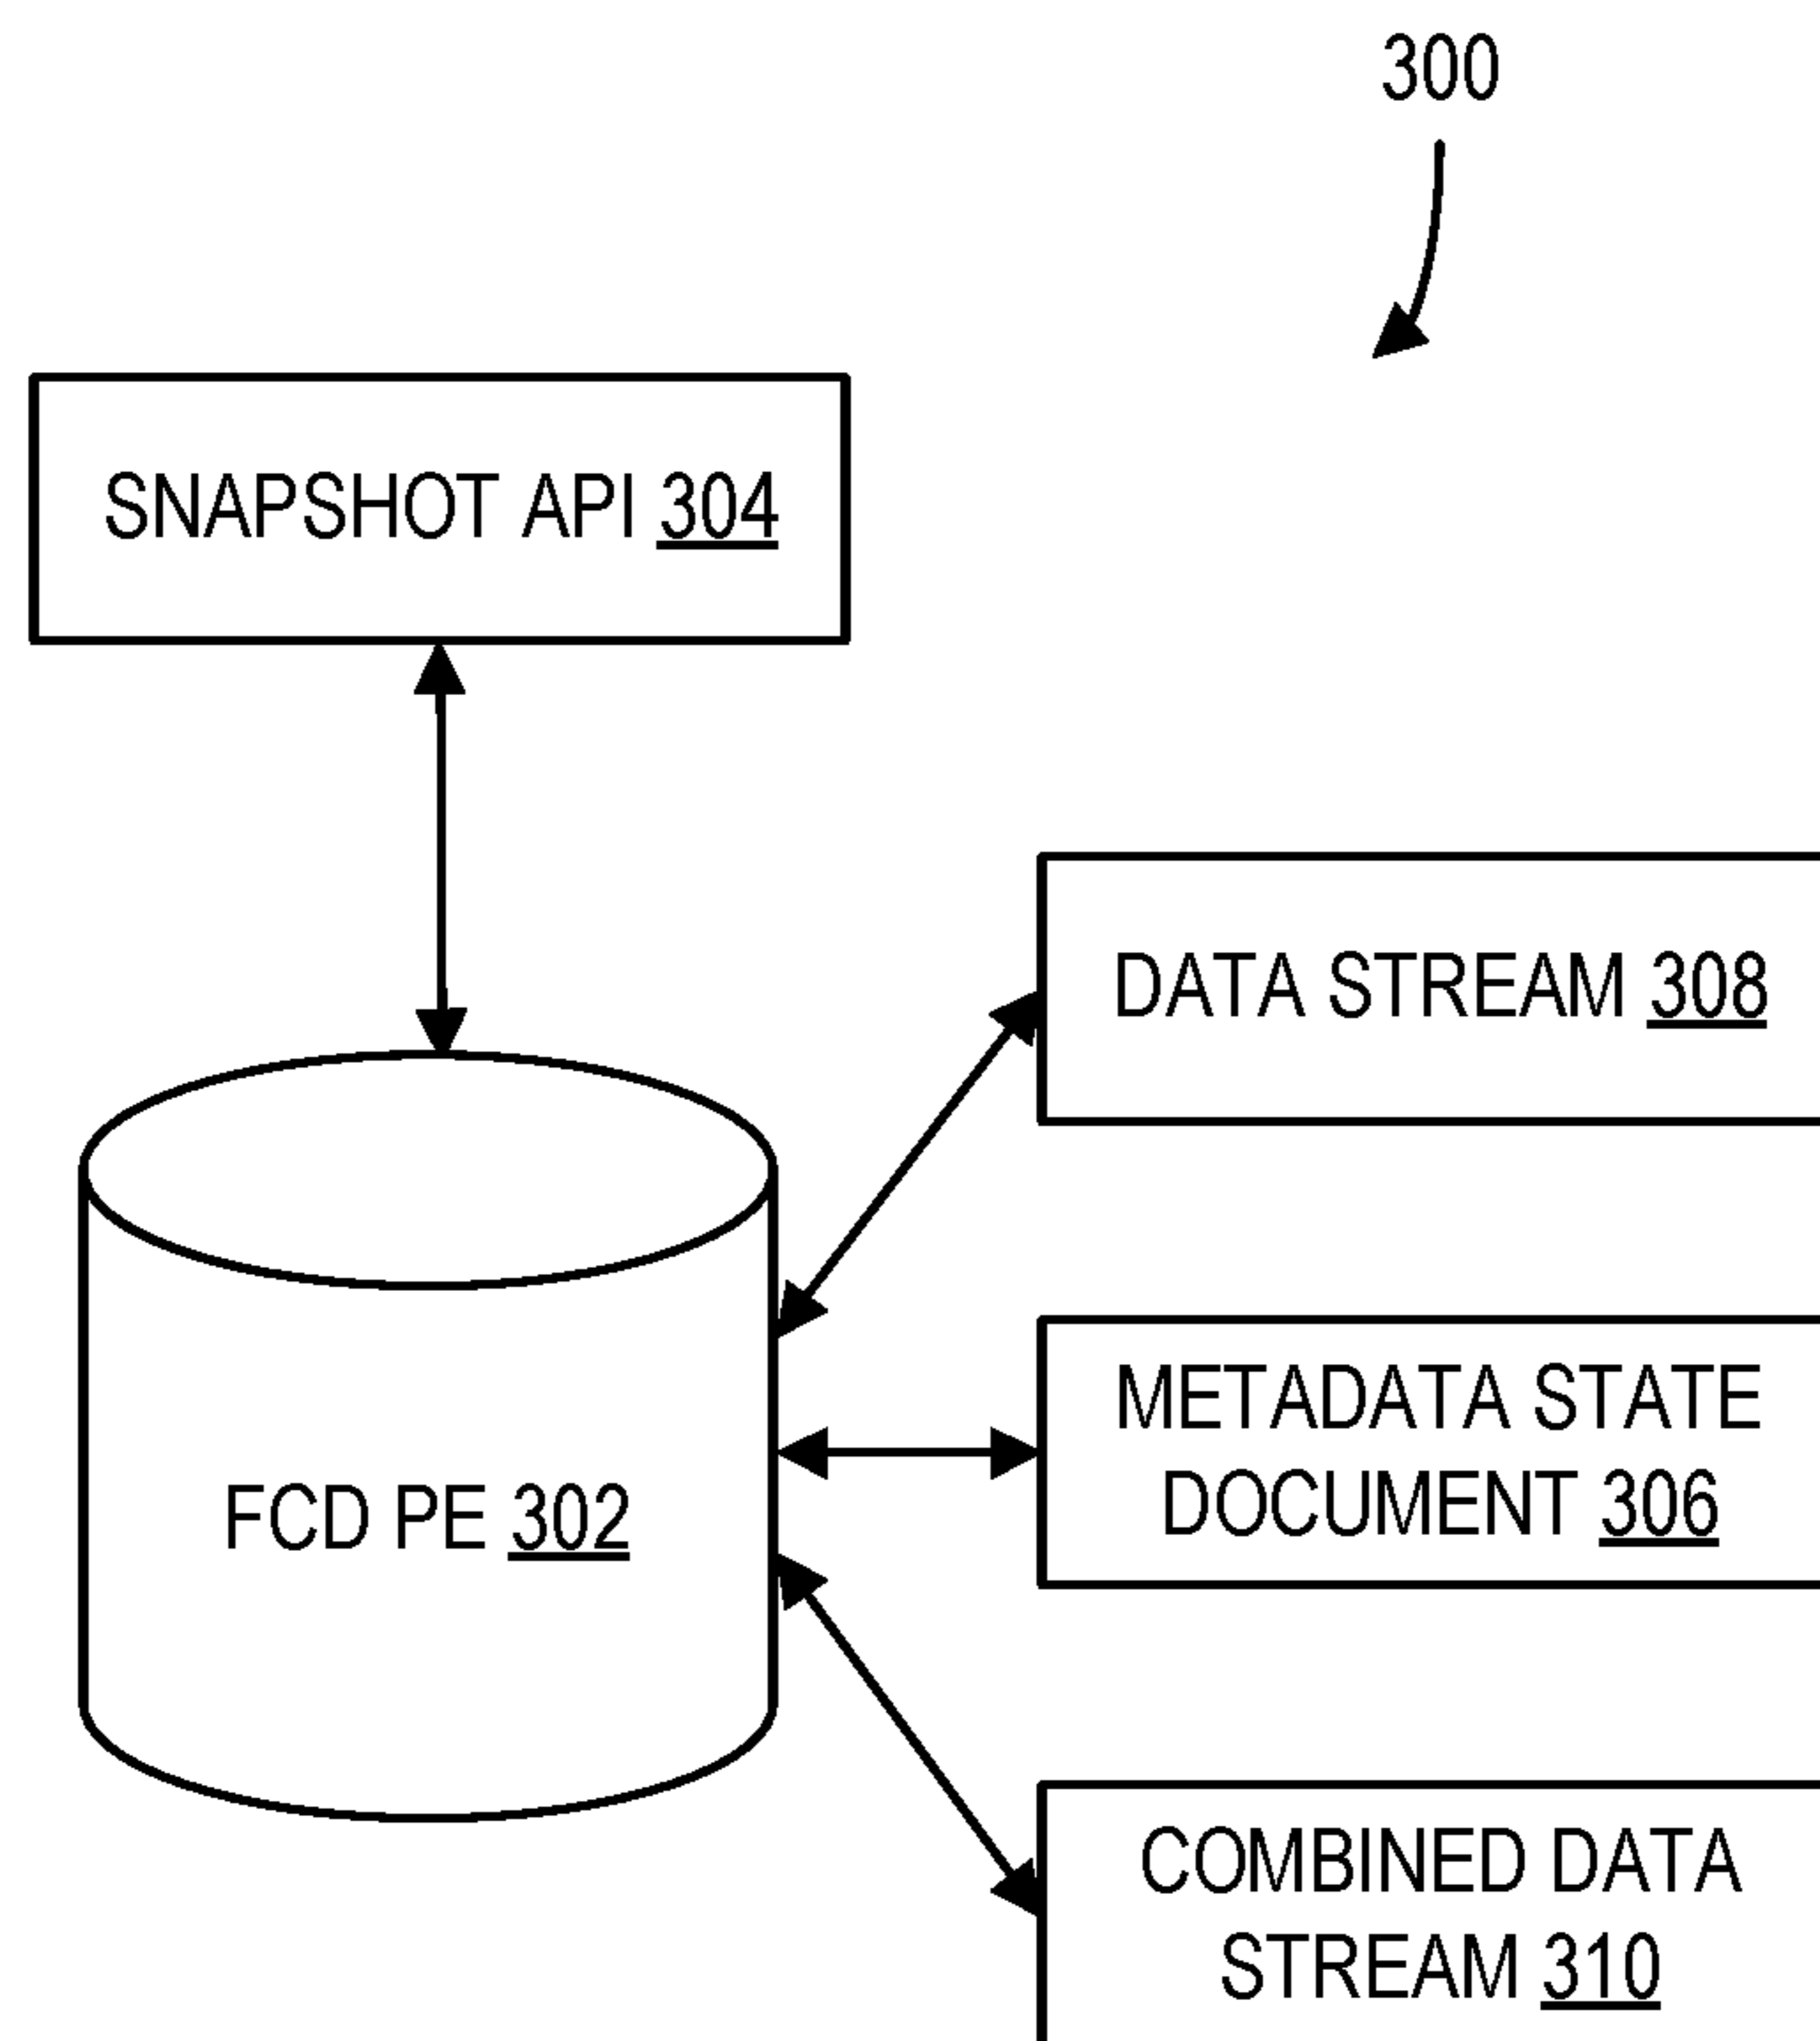 300
SNAPSHOT API 304
DATA STREAM 308
METADATA STATE
DOCUMENT 306
FCD PE 302
COMBINED DATA
STREAM 310